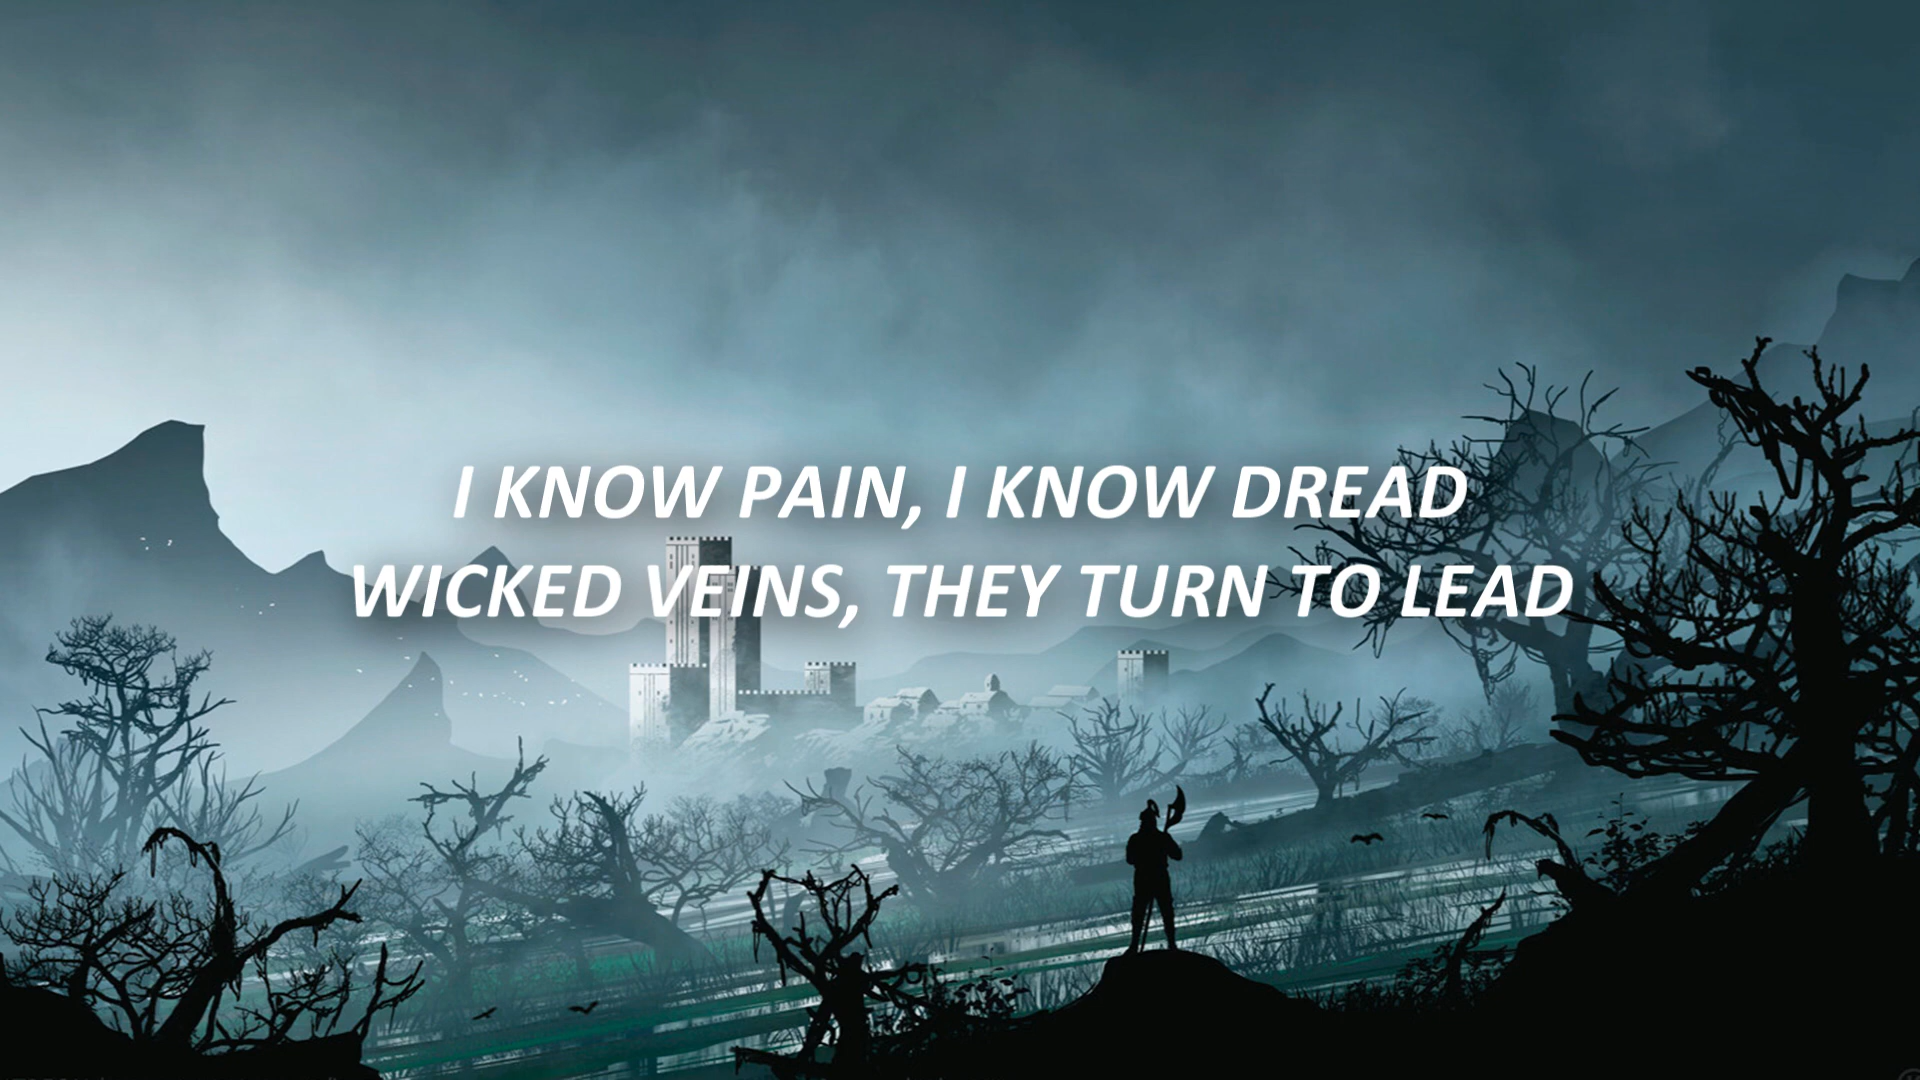 I KNOW PAIN, I KNOW DREAD
WICKED VEINS, THEY TURN TO LEAD